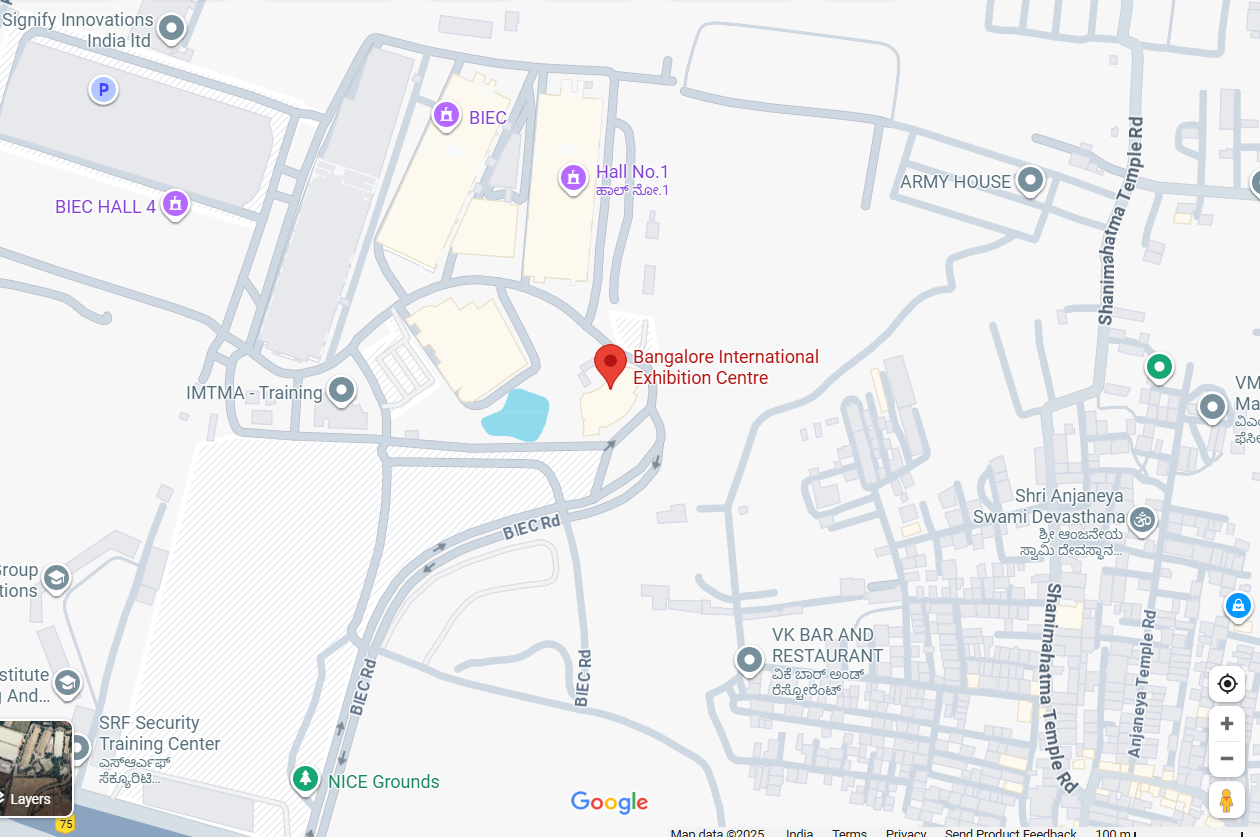 Signify Innovations
India ltd
P
BIEC
Hall No.1
ಹಾಲ್ ನೋ.1
BIEC HALL 4
ARMY HOUSE
Shanimahatma Temple Rd
Bangalore International
Exhibition Centre
IMTMA - Training
VM
Ma
BIEC Rd
Shri Anjaneya
Swami Devasthana
ಶ್ರೀ ಆಂಜನೇಯ
ಸ್ವಾಮಿ ದೇವಸ್ಥಾನ...
Group
tions
Shanimahatma Temple Rd
Anjaneya Temple Rd
VK BAR AND
RESTAURANT
ವಿಕೆ ಬಾರ್ ಅಂಡ್
ರೆಸ್ಟೋರೆಂಟ್
BIEC Rd
BIEC Rd
stitute
And...
SRF Security
Training Center
ಎಸ್ಆರ್ಎಫ್
ಸೆಕ್ಯೂರಿಟಿ...
NICE Grounds
Layers
75
Google
Map data ©2025 India Terms Privacy Send Product Feedback 100 m